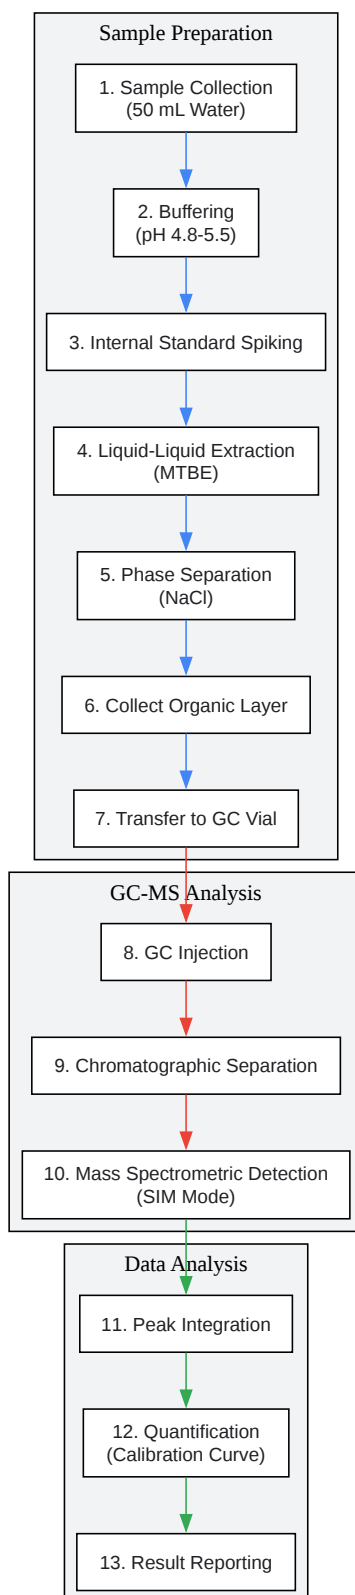 Sample Preparation
1. Sample Collection
(50 mL Water)
2. Buffering
(pH 4.8-5.5)
3. Internal Standard Spiking
4. Liquid-Liquid Extraction
(MTBE)
5. Phase Separation
(NaCl)
6. Collect Organic Layer
7. Transfer to GC Vial
GC-MS Analysis
8. GC Injection
9. Chromatographic Separation
10. Mass Spectrometric Detection
(SIM Mode)
Data Analysis
11. Peak Integration
12. Quantification
(Calibration Curve)
13. Result Reporting